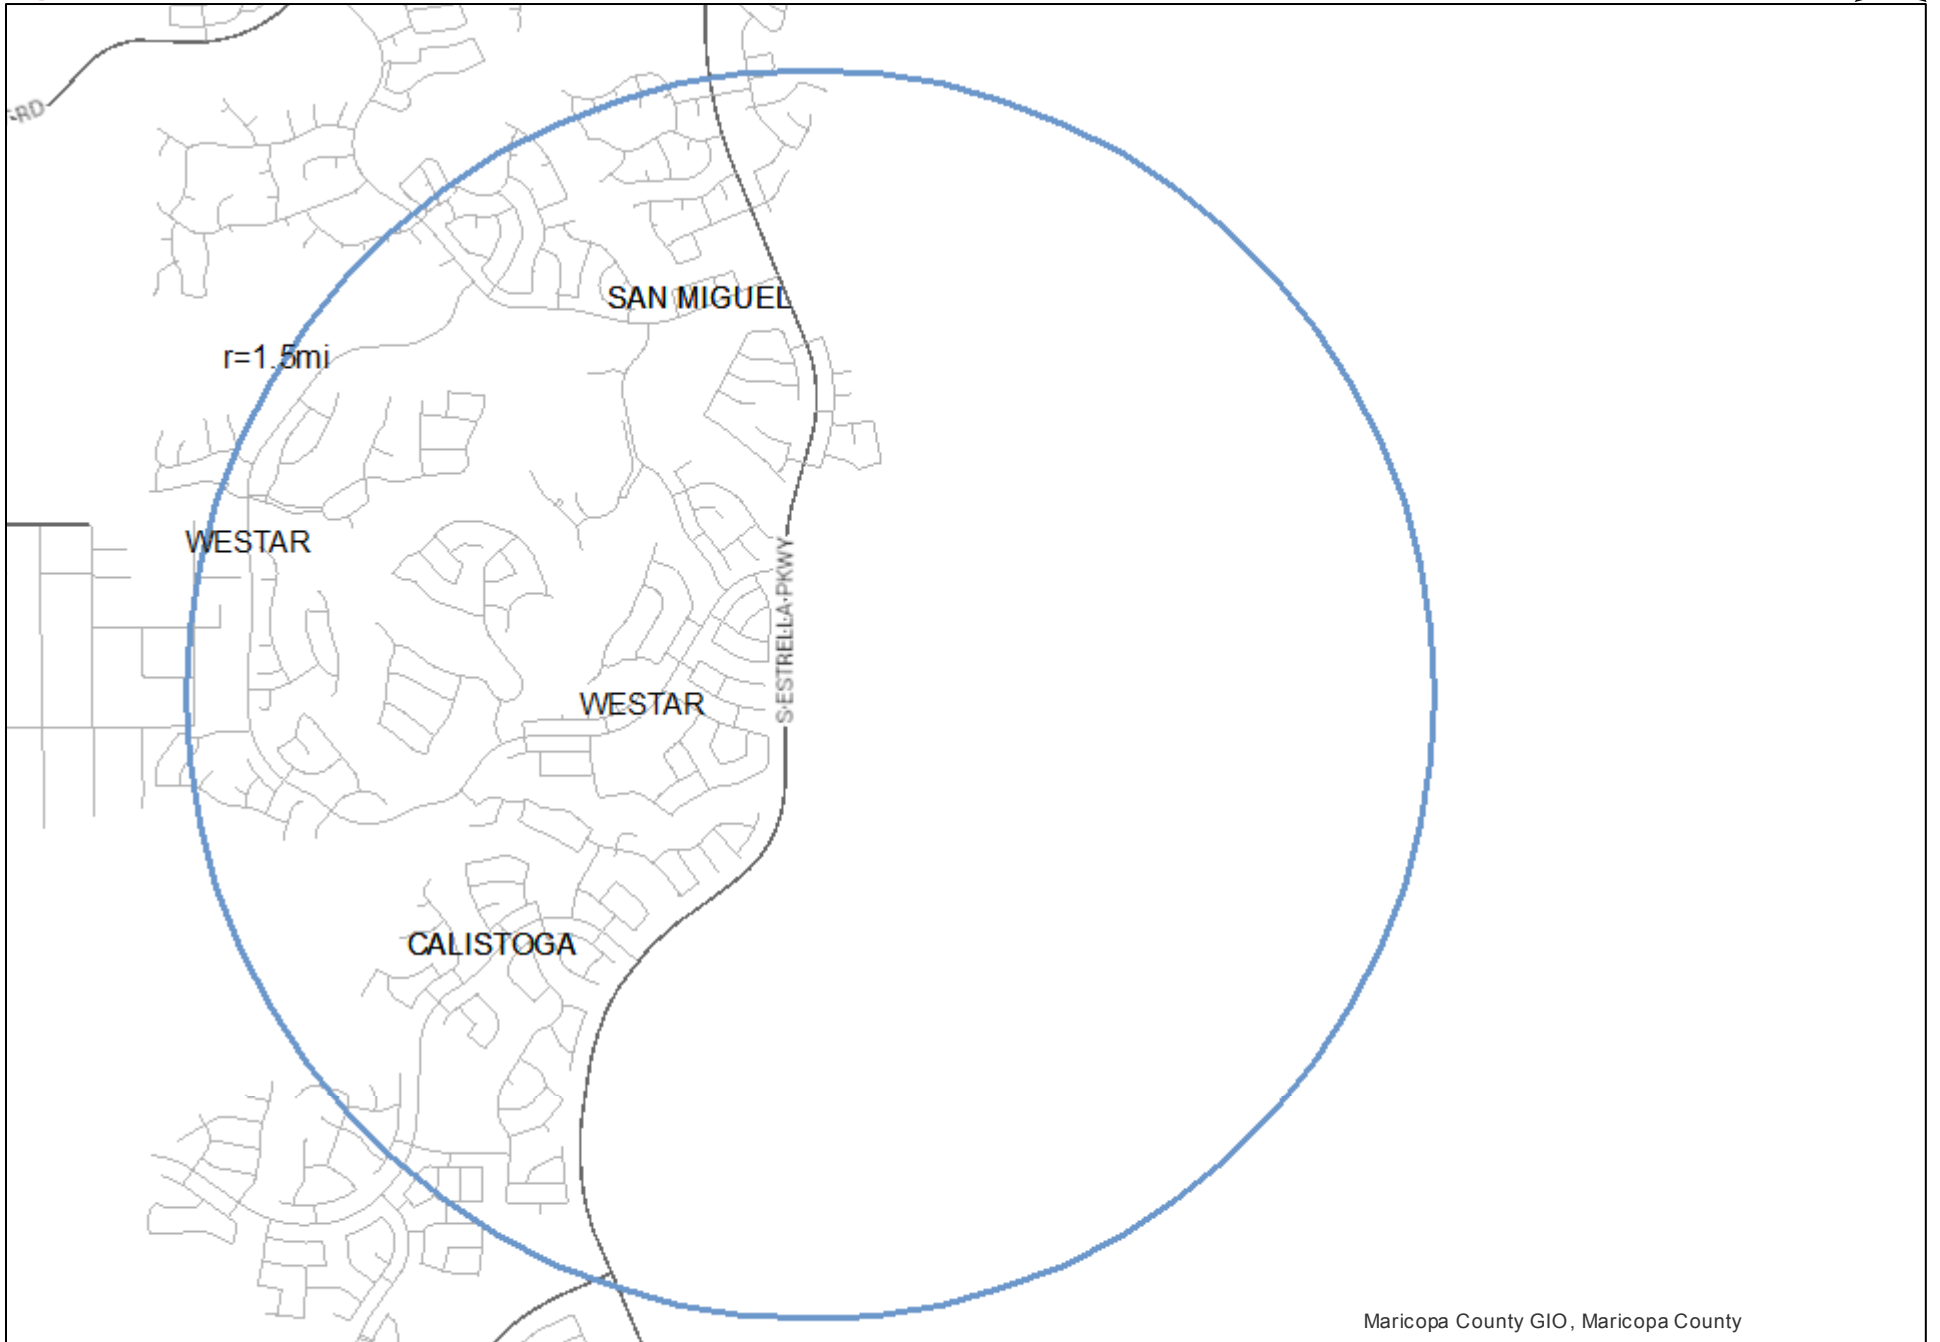 RD
SAN MIGUEL
r=1.5mi
WESTAR
S ESTRELLA PKWY
WESTAR
CALISTOGA
Maricopa County GIO, Maricopa County